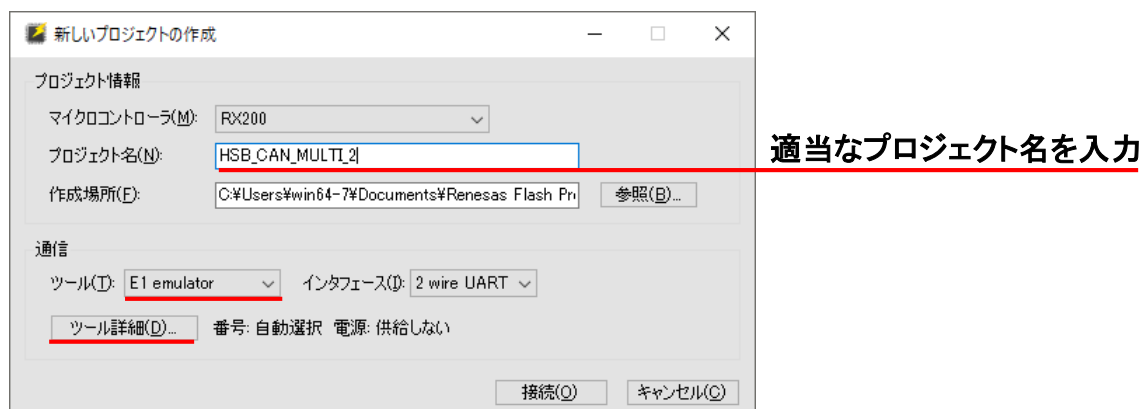 新しいプロジェクトの作成
プロジェクト情報
マイクロコントローラ(M): RX200
プロジェクト名(N): HSB_CAN_MULTI_2
適当なプロジェクト名を入力
作成場所(F): C:¥Users¥win64-7¥Documents¥Renesas Flash Pr 参照(B)...
通信
ツール(T): E1 emulator インタフェース(I): 2 wire UART
ツール詳細(D)... 番号: 自動選択 電源: 供給しない
接続(O) キャンセル(C)